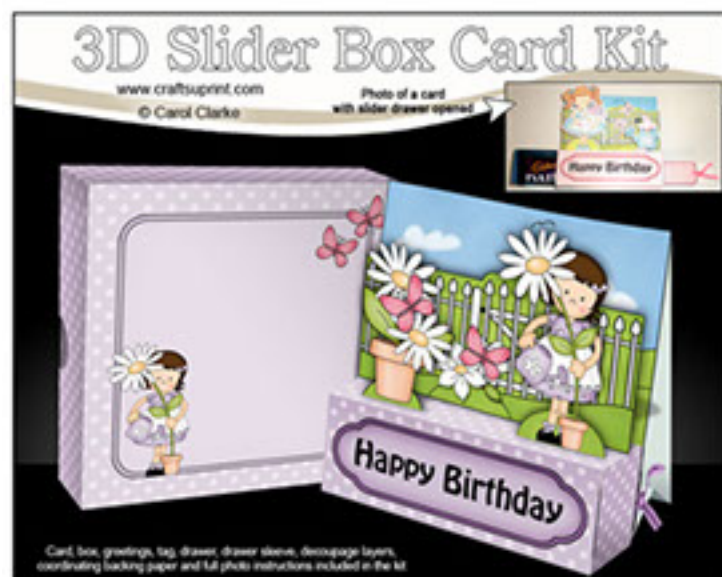 3D Slider Box Card Kit
www.craftsuprint.com
© Carol Clarke
Photo of a card
with slider drawer opened
Happy Birthday
Happy Birthday
Card, box, greetings, tag, drawer, drawer sleeve, decoupage layers,
coordinating backing paper and full photo instructions included in the kit